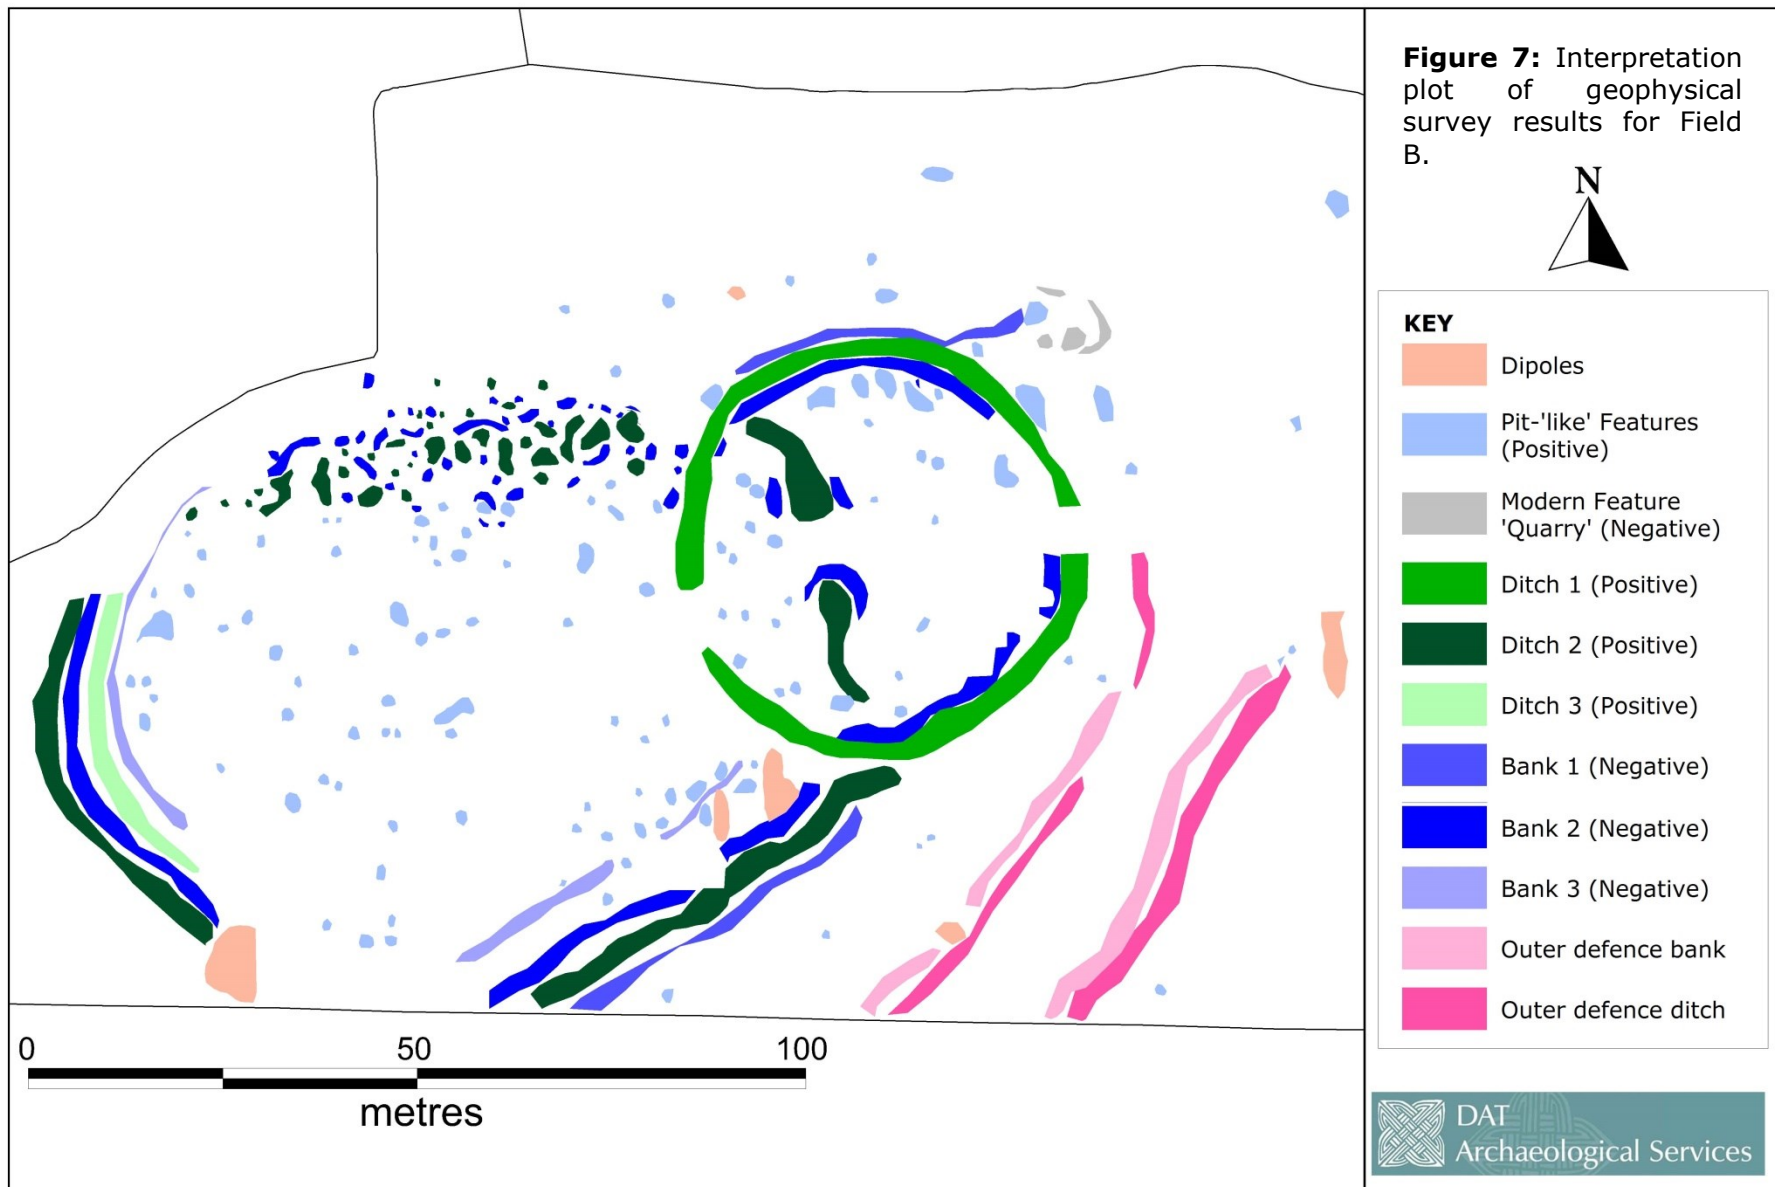 Figure 7: Interpretation
plot of geophysical
survey results for Field
B.
N
KEY
Dipoles
Pit-'like' Features
(Positive)
Modern Feature
'Quarry' (Negative)
Ditch 1 (Positive)
Ditch 2 (Positive)
Ditch 3 (Positive)
Bank 1 (Negative)
Bank 2 (Negative)
Bank 3 (Negative)
Outer defence bank
Outer defence ditch
0 50 100
metres
DAT
Archaeological Services